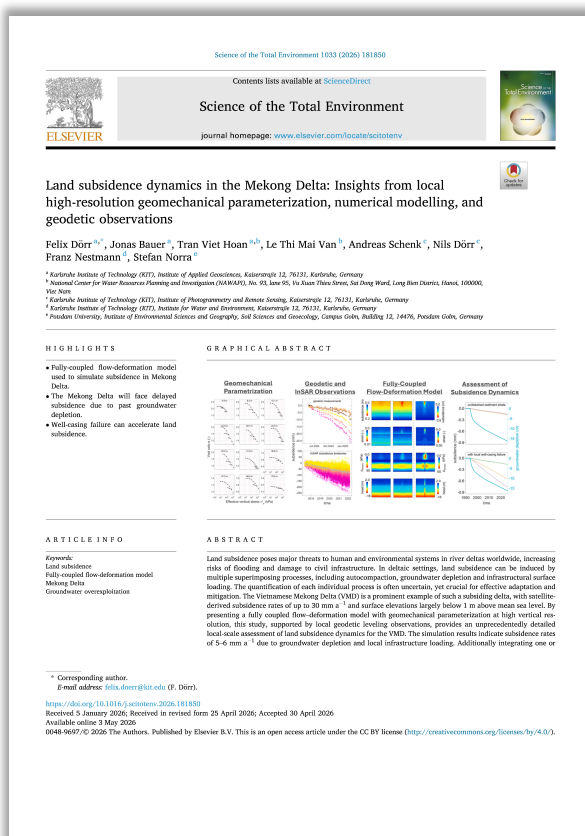 Science of the Total Environment 1033 (2026) 181850
Contents lists available at ScienceDirect
Science of the Total Environment
journal homepage: www.elsevier.com/locate/scitotenv
ELSEVIER
Science of the
Total Environment
Check for
updates
Land subsidence dynamics in the Mekong Delta: Insights from local
high-resolution geomechanical parameterization, numerical modelling, and
geodetic observations
Felix Dörr a,*, Jonas Bauer a, Tran Viet Hoan a,b, Le Thi Mai Van b, Andreas Schenk c, Nils Dörr c,
Franz Nestmann d, Stefan Norra e
a Karlsruhe Institute of Technology (KIT), Institute of Applied Geosciences, Kaiserstrajze 12, 76131, Karlsruhe, Germany
b National Center for Water Resources Planning and Investigation (NAWAPI), No. 93, lane 95, Vu Xuan Thieu Street, Sai Dong Ward, Long Bien District, Hanoi, 100000,
Viet Nam
c Karlsruhe Institute of Technology (KIT), Institute of Photogrammetry and Remote Sensing, Kaiserstrajze 12, 76131, Karlsruhe, Germany
d Karlsruhe Institute of Technology (KIT), Institute for Water and Environment, Kaiserstrajze 12, 76131, Karlsruhe, Germany
e Potsdam University, Institute of Environmental Sciences and Geography, Soil Sciences and Geoecology, Campus Golm, Building 12, 14476, Potsdam Golm, Germany
HIGHLIGHTS
• Fully-coupled flow-deformation model
used to simulate subsidence in Mekong
Delta.
• The Mekong Delta will face delayed
subsidence due to past groundwater
depletion.
• Well-casing failure can accelerate land
subsidence.
GRAPHICAL ABSTRACT
Geomechanical
Parametrization
Geodetic and
InSAR Observations
Fully-Coupled
Flow-Deformation Model
Assessment of
Subsidence Dynamics
ARTICLE INFO
Keywords:
Land subsidence
Fully-coupled flow-deformation model
Mekong Delta
Groundwater overexploitation
ABSTRACT
Land subsidence poses major threats to human and environmental systems in river deltas worldwide, increasing
risks of flooding and damage to civil infrastructure. In deltaic settings, land subsidence can be induced by
multiple superimposing processes, including autocompaction, groundwater depletion and infrastructural surface
loading. The quantification of each individual process is often uncertain, yet crucial for effective adaptation and
mitigation. The Vietnamese Mekong Delta (VMD) is a prominent example of such a subsiding delta, with satellite-
derived subsidence rates of up to 30 mm a⁻¹ and surface elevations largely below 1 m above mean sea level. By
presenting a fully coupled flow–deformation model with geomechanical parameterization at high vertical res-
olution, this study, supported by local geodetic leveling observations, provides an unprecedentedly detailed
local-scale assessment of land subsidence dynamics for the VMD. The simulation results indicate subsidence rates
of 5–6 mm a⁻¹ due to groundwater depletion and local infrastructure loading. Additionally integrating one or
* Corresponding author.
E-mail address: felix.doerr@kit.edu (F. Dörr).
https://doi.org/10.1016/j.scitotenv.2026.181850
Received 5 January 2026; Received in revised form 25 April 2026; Accepted 30 April 2026
Available online 3 May 2026
0048-9697/© 2026 The Authors. Published by Elsevier B.V. This is an open access article under the CC BY license (http://creativecommons.org/licenses/by/4.0/).